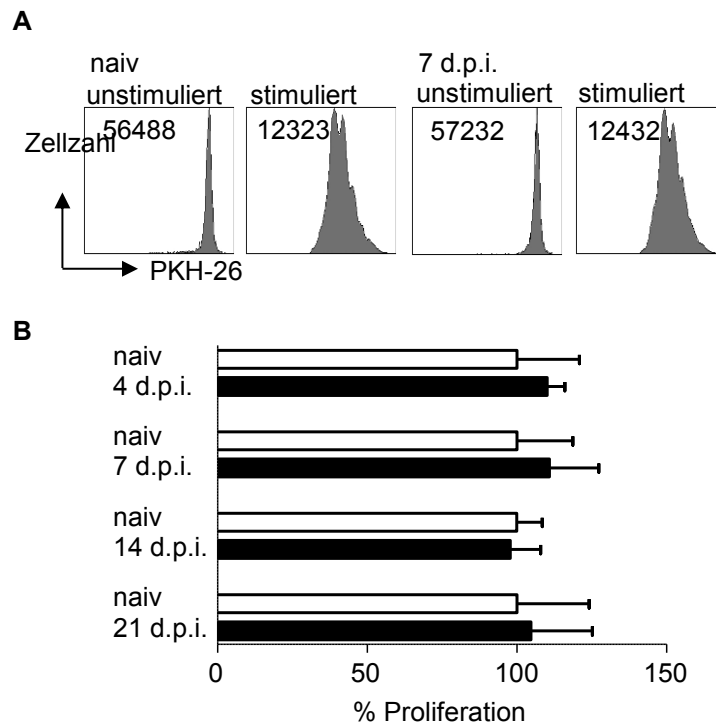 A
naiv
7 d.p.i.
unstimuliert
stimuliert
unstimuliert
stimuliert
Zellzahl
56488
12323
57232
12432
PKH-26
B
naiv
4 d.p.i.
naiv
7 d.p.i.
naiv
14 d.p.i.
naiv
21 d.p.i.
0
50
100
150
% Proliferation